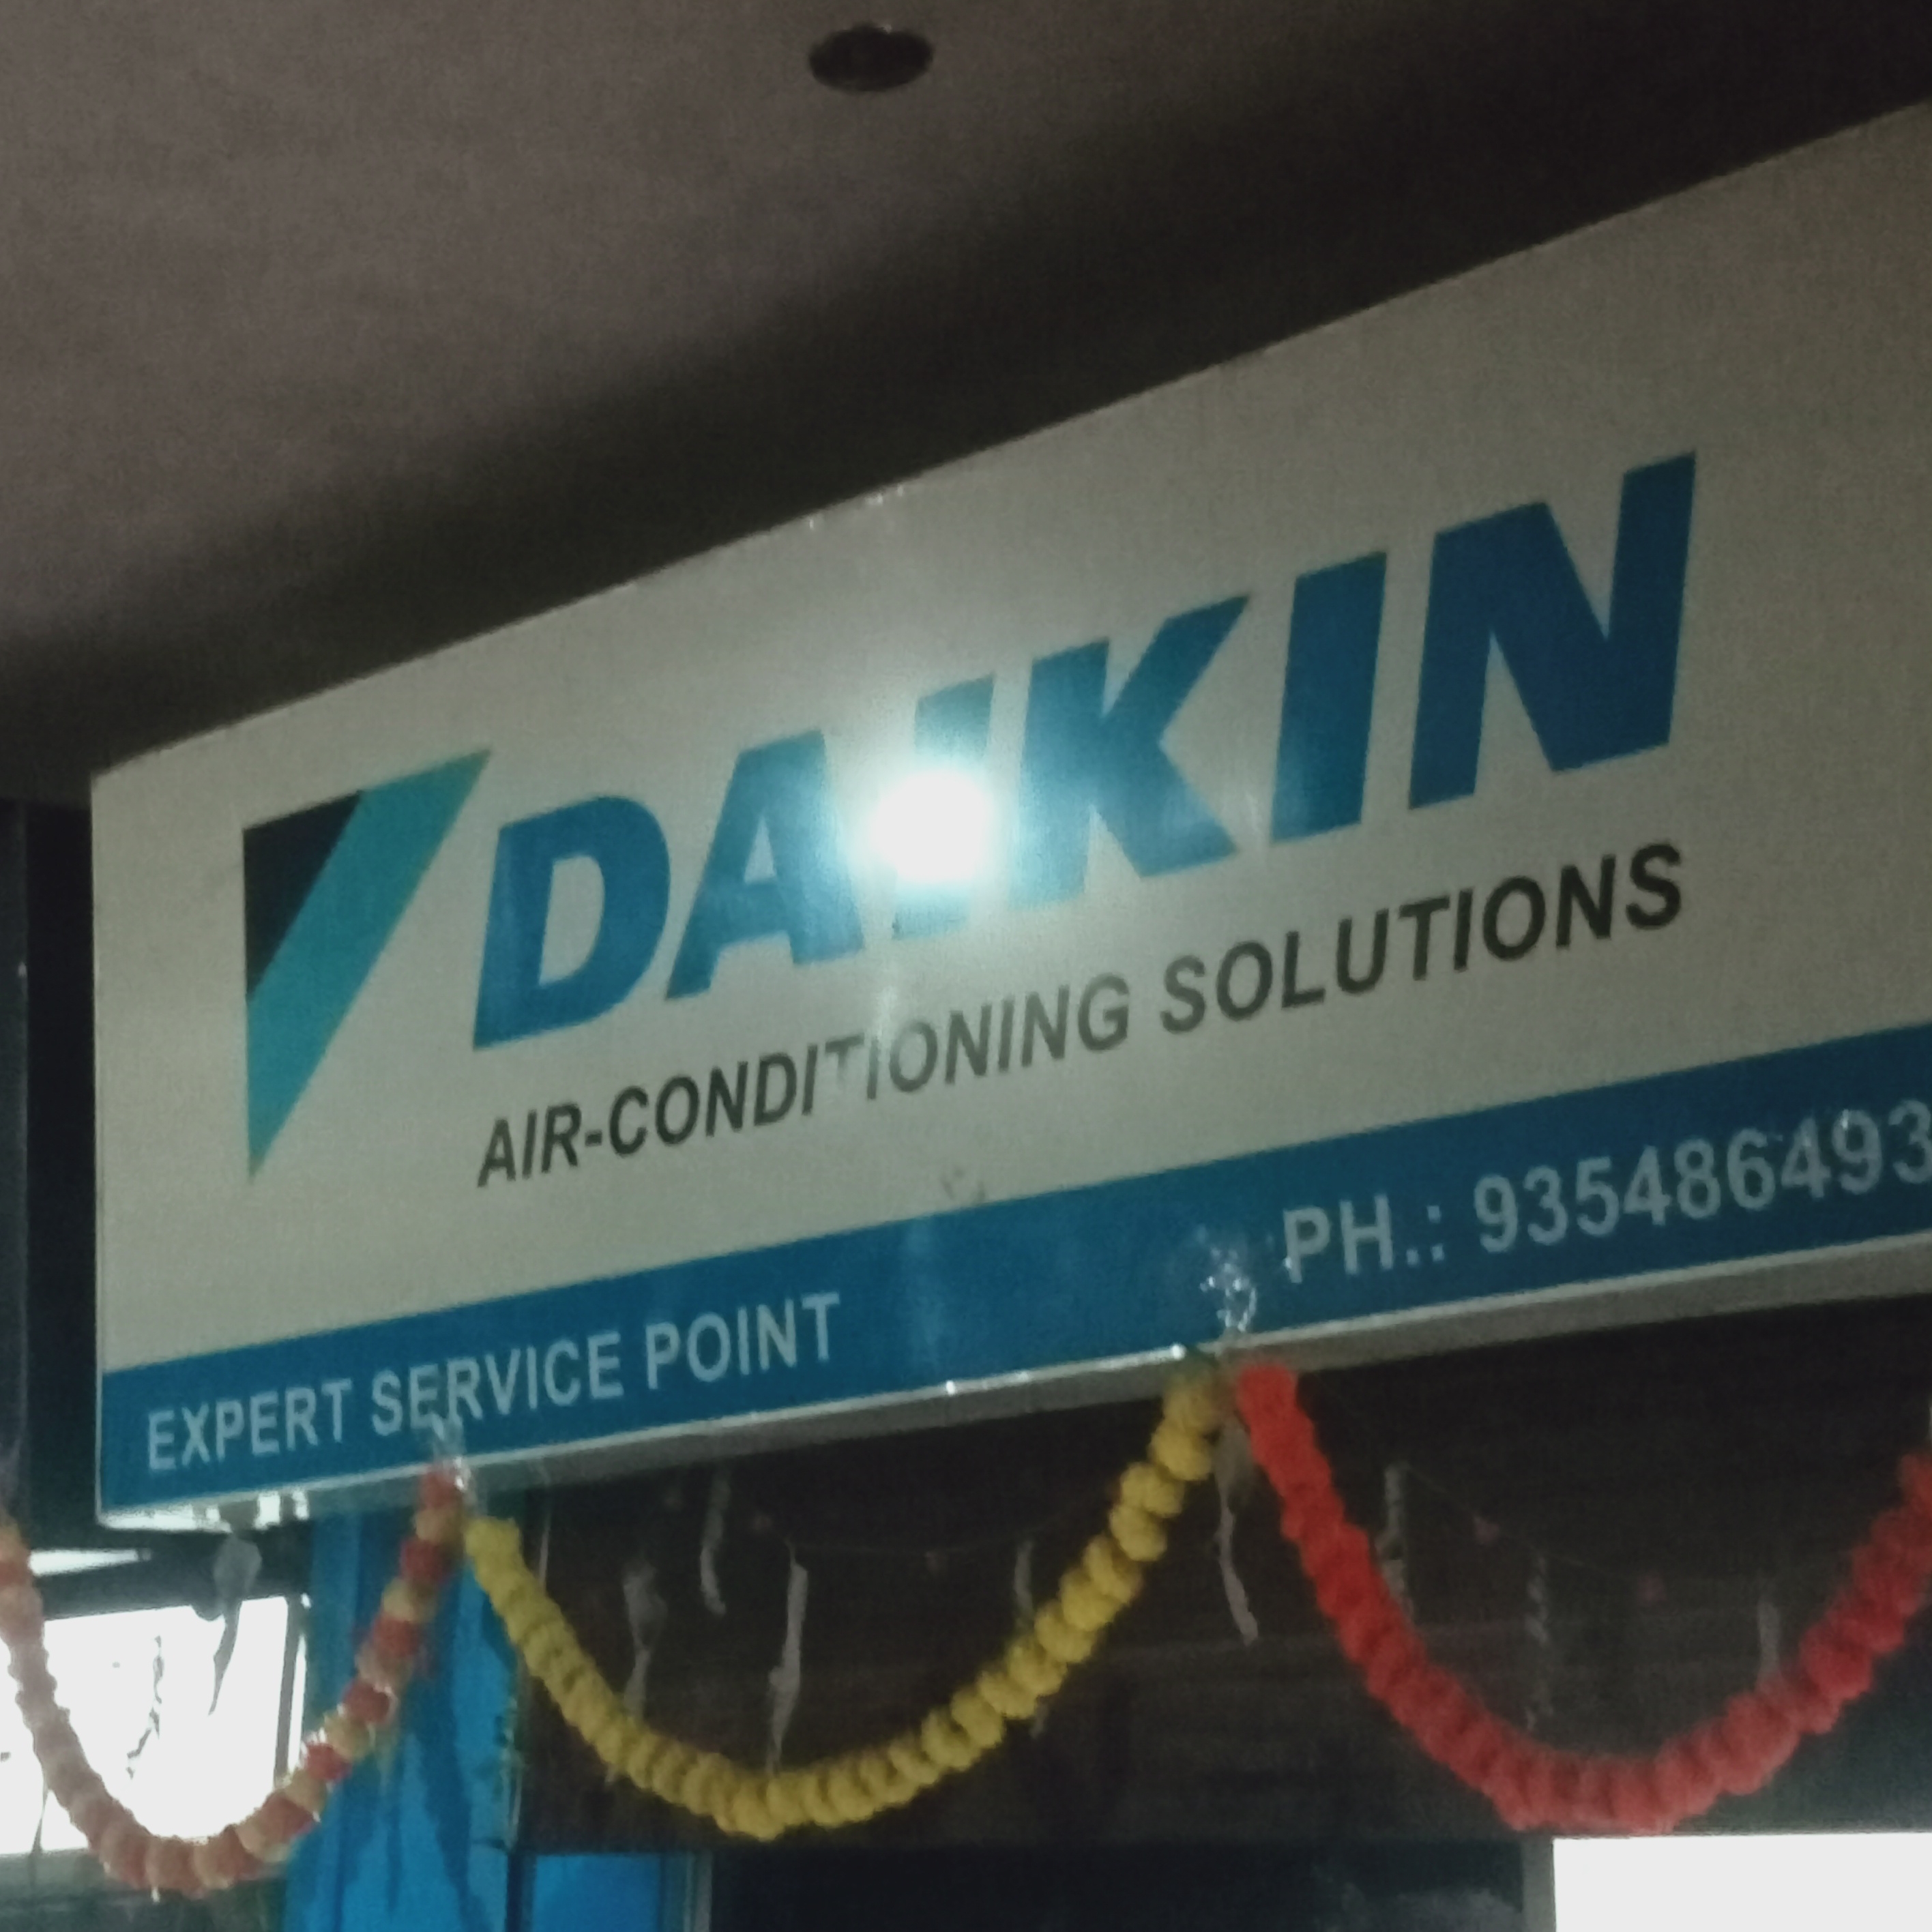 DAIKIN
AIR-CONDITIONING SOLUTIONS
EXPERT SERVICE POINT
PH.: 935486493